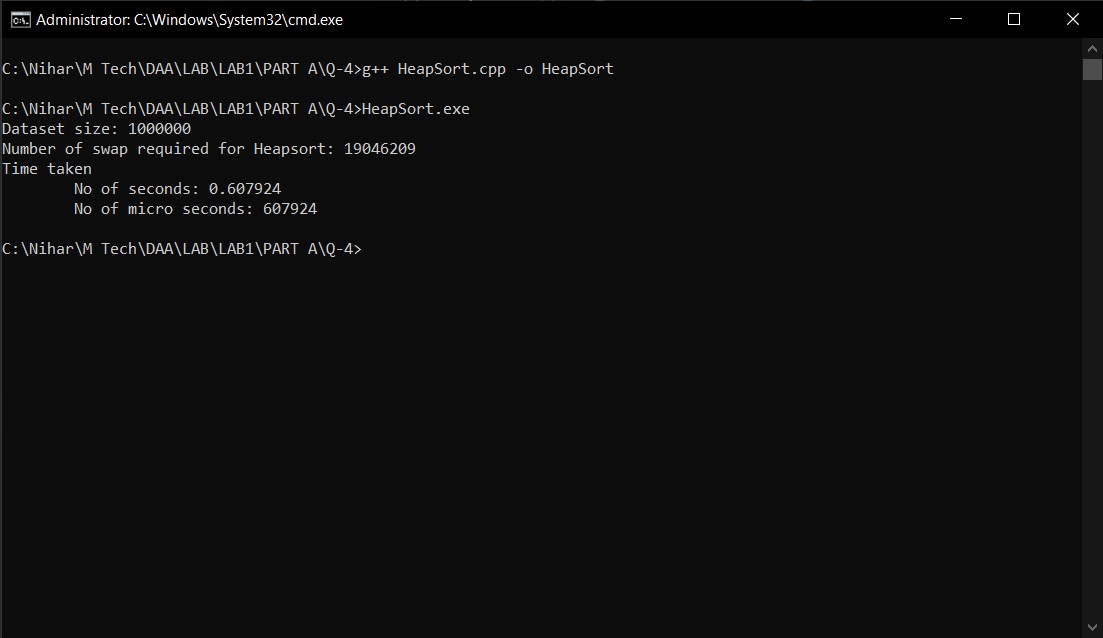 Administrator: C:\Windows\System32\cmd.exe
C:\Nihar\M Tech\DAA\LAB\LAB1\PART A\Q-4>g++ HeapSort.cpp -o HeapSort
C:\Nihar\M Tech\DAA\LAB\LAB1\PART A\Q-4>HeapSort.exe
Dataset size: 1000000
Number of swap required for Heapsort: 19046209
Time taken
        No of seconds: 0.607924
        No of micro seconds: 607924
C:\Nihar\M Tech\DAA\LAB\LAB1\PART A\Q-4>